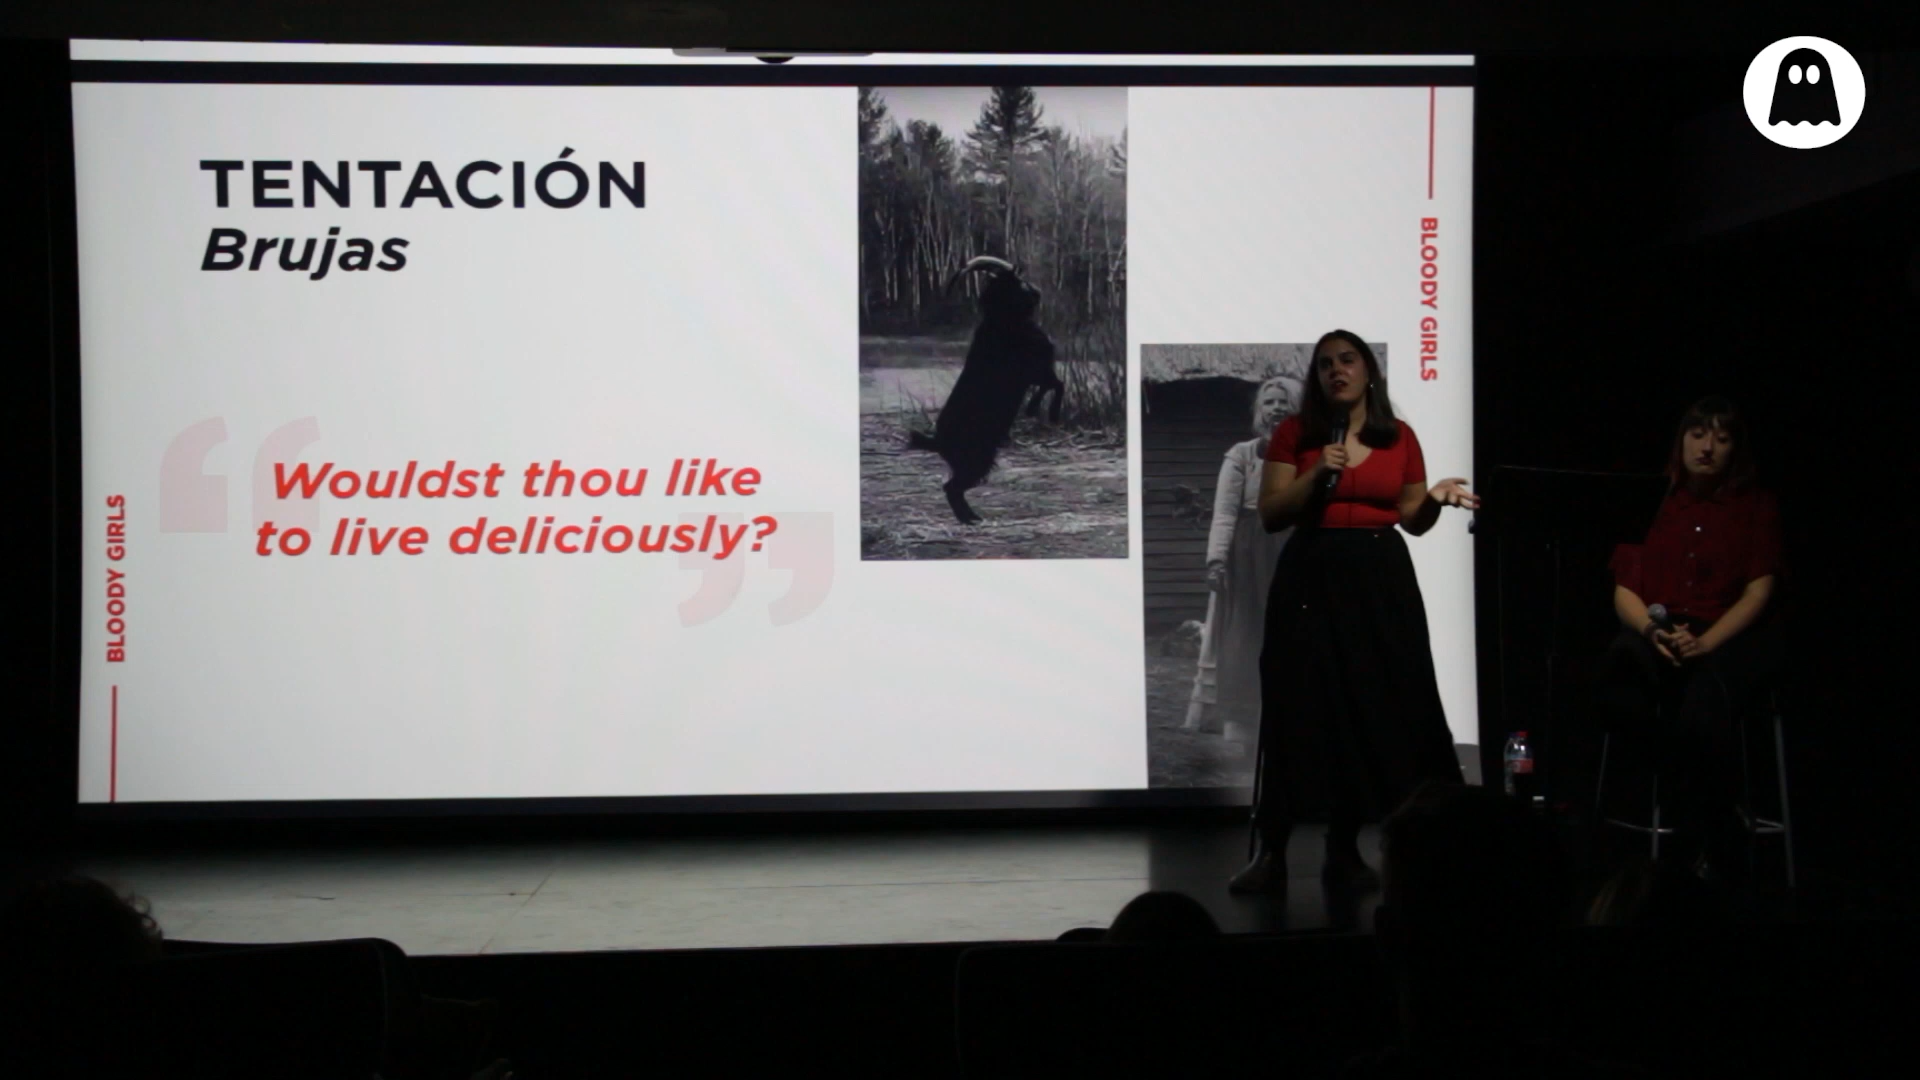 TENTACIÓN
Brujas
Wouldst thou like
to live deliciously?
BLOODY GIRLS
BLOODY GIRLS